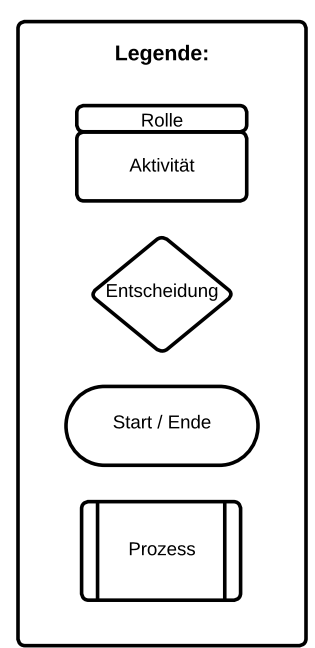 Legende:
Rolle
Aktivität
Entscheidung
Start / Ende
Prozess